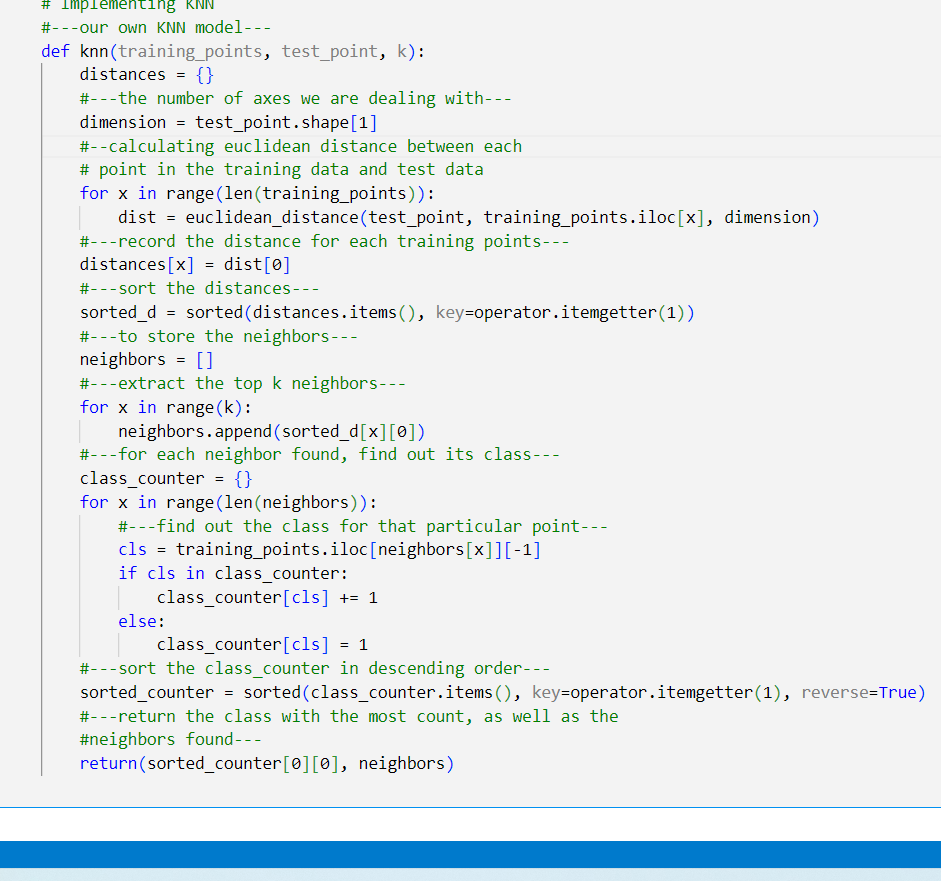 # Implementing KNN
#---our own KNN model---
def knn(training_points, test_point, k):
    distances = {}
    #---the number of axes we are dealing with---
    dimension = test_point.shape[1]
    #--calculating euclidean distance between each
    # point in the training data and test data
    for x in range(len(training_points)):
        dist = euclidean_distance(test_point, training_points.iloc[x], dimension)
    #---record the distance for each training points---
    distances[x] = dist[0]
    #---sort the distances---
    sorted_d = sorted(distances.items(), key=operator.itemgetter(1))
    #---to store the neighbors---
    neighbors = []
    #---extract the top k neighbors---
    for x in range(k):
        neighbors.append(sorted_d[x][0])
    #---for each neighbor found, find out its class---
    class_counter = {}
    for x in range(len(neighbors)):
        #---find out the class for that particular point---
        cls = training_points.iloc[neighbors[x]][-1]
        if cls in class_counter:
            class_counter[cls] += 1
        else:
            class_counter[cls] = 1
    #---sort the class_counter in descending order---
    sorted_counter = sorted(class_counter.items(), key=operator.itemgetter(1), reverse=True)
    #---return the class with the most count, as well as the
    #neighbors found---
    return(sorted_counter[0][0], neighbors)